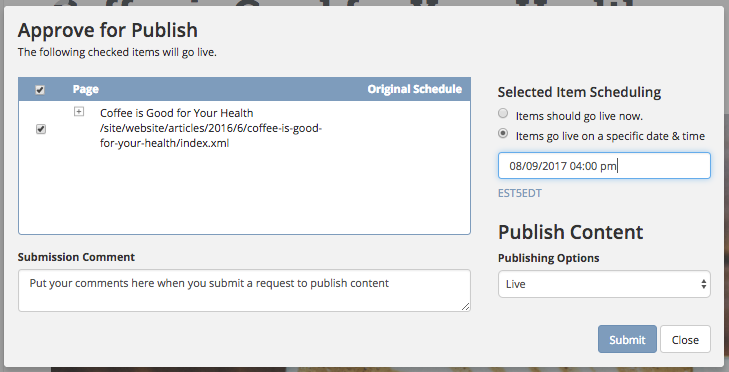 Approve for Publish
The following checked items will go live.
Page Original Schedule
Coffee is Good for Your Health
/site/website/articles/2016/6/coffee-is-good-
for-your-health/index.xml
Submission Comment
Put your comments here when you submit a request to publish content
Selected Item Scheduling
Items should go live now.
Items go live on a specific date & time
08/09/2017 04:00 pm
EST5EDT
Publish Content
Publishing Options
Live
Submit Close